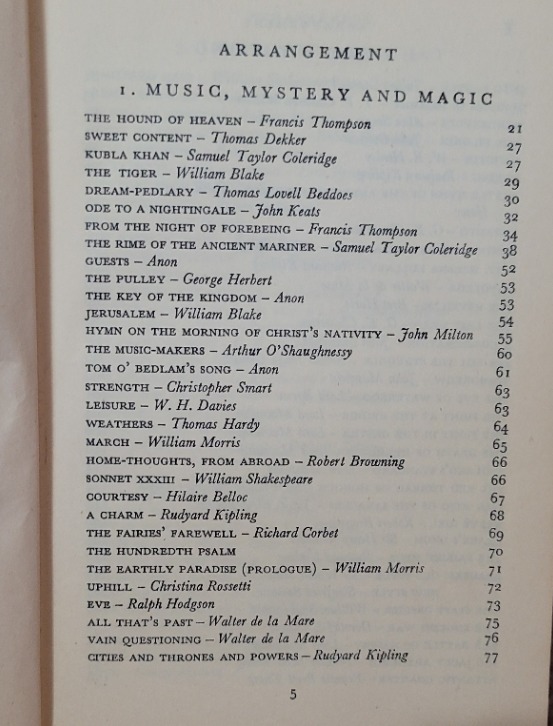 ARRANGEMENT
1. MUSIC, MYSTERY AND MAGIC
THE HOUND OF HEAVEN – Francis Thompson 21
SWEET CONTENT – Thomas Dekker 27
KUBLA KHAN – Samuel Taylor Coleridge 27
THE TIGER – William Blake 29
DREAM-PEDLARY – Thomas Lovell Beddoes 30
ODE TO A NIGHTINGALE – John Keats 32
FROM THE NIGHT OF FOREBEING – Francis Thompson 34
THE RIME OF THE ANCIENT MARINER – Samuel Taylor Coleridge 38
GUESTS – Anon 52
THE PULLEY – George Herbert 53
THE KEY OF THE KINGDOM – Anon 53
JERUSALEM – William Blake 54
HYMN ON THE MORNING OF CHRIST'S NATIVITY – John Milton 55
THE MUSIC-MAKERS – Arthur O'Shaughnessy 60
TOM O' BEDLAM'S SONG – Anon 61
STRENGTH – Christopher Smart 63
LEISURE – W. H. Davies 63
WEATHERS – Thomas Hardy 64
MARCH – William Morris 65
HOME-THOUGHTS, FROM ABROAD – Robert Browning 66
SONNET XXXIII – William Shakespeare 66
COURTESY – Hilaire Belloc 67
A CHARM – Rudyard Kipling 68
THE FAIRIES' FAREWELL – Richard Corbet 69
THE HUNDREDTH PSALM 70
THE EARTHLY PARADISE (PROLOGUE) – William Morris 71
UPHILL – Christina Rossetti 72
EVE – Ralph Hodgson 73
ALL THAT'S PAST – Walter de la Mare 75
VAIN QUESTIONING – Walter de la Mare 76
CITIES AND THRONES AND POWERS – Rudyard Kipling 77
5